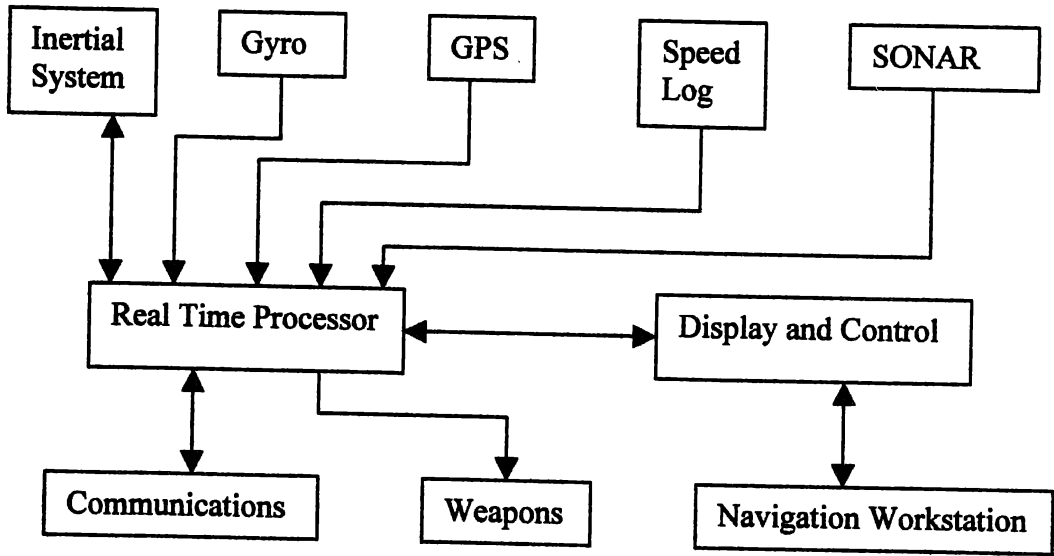 Inertial
System
Gyro
GPS
Speed
Log
SONAR
Real Time Processor
Display and Control
Communications
Weapons
Navigation Workstation